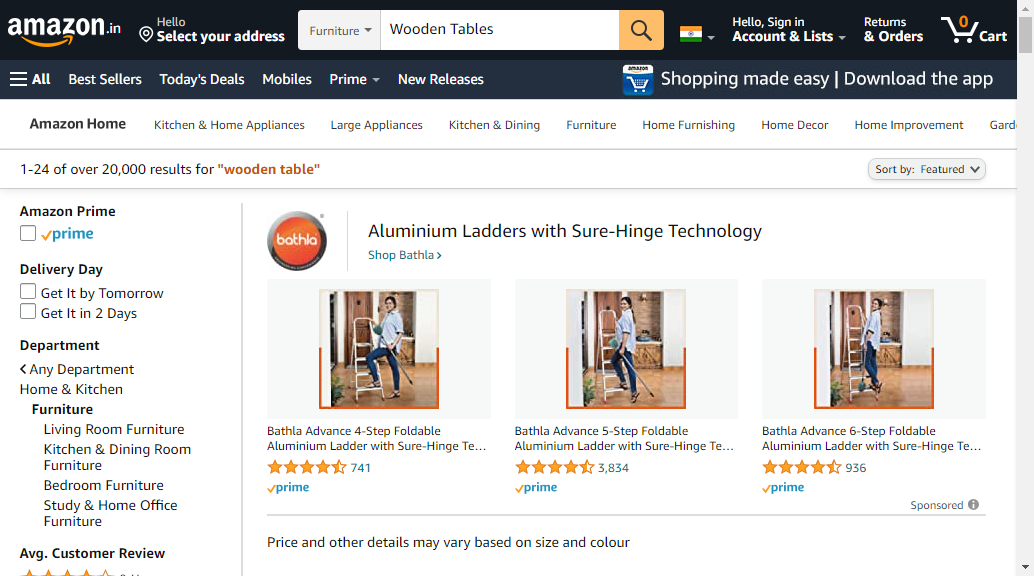 amazon.in
Hello
Select your address
Furniture
Wooden Tables
Hello, Sign in
Account & Lists
Returns
& Orders
0
Cart
All
Best Sellers
Today's Deals
Mobiles
Prime
New Releases
amazon
Shopping made easy | Download the app
Amazon Home
Kitchen & Home Appliances
Large Appliances
Kitchen & Dining
Furniture
Home Furnishing
Home Decor
Home Improvement
Gard
1-24 of over 20,000 results for "wooden table"
Sort by: Featured
Amazon Prime
prime
Delivery Day
Get It by Tomorrow
Get It in 2 Days
Department
Any Department
Home & Kitchen
Furniture
Living Room Furniture
Kitchen & Dining Room
Furniture
Bedroom Furniture
Study & Home Office
Furniture
Avg. Customer Review
bathla
Aluminium Ladders with Sure-Hinge Technology
Shop Bathla
Bathla Advance 4-Step Foldable
Aluminium Ladder with Sure-Hinge Te…
741
prime
Bathla Advance 5-Step Foldable
Aluminium Ladder with Sure-Hinge Te…
3,834
prime
Bathla Advance 6-Step Foldable
Aluminium Ladder with Sure-Hinge Te…
936
prime
Sponsored
Price and other details may vary based on size and colour